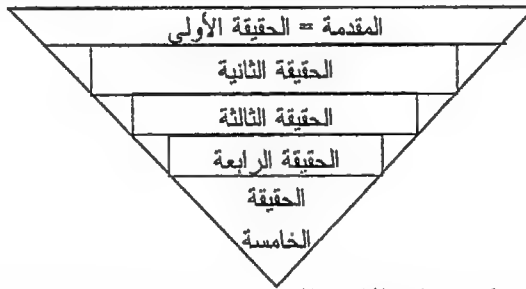 المقدمة = الحقيقة الأولى
الحقيقة الثانية
الحقيقة الثالثة
الحقيقة الرابعة
الحقيقة
الخامسة